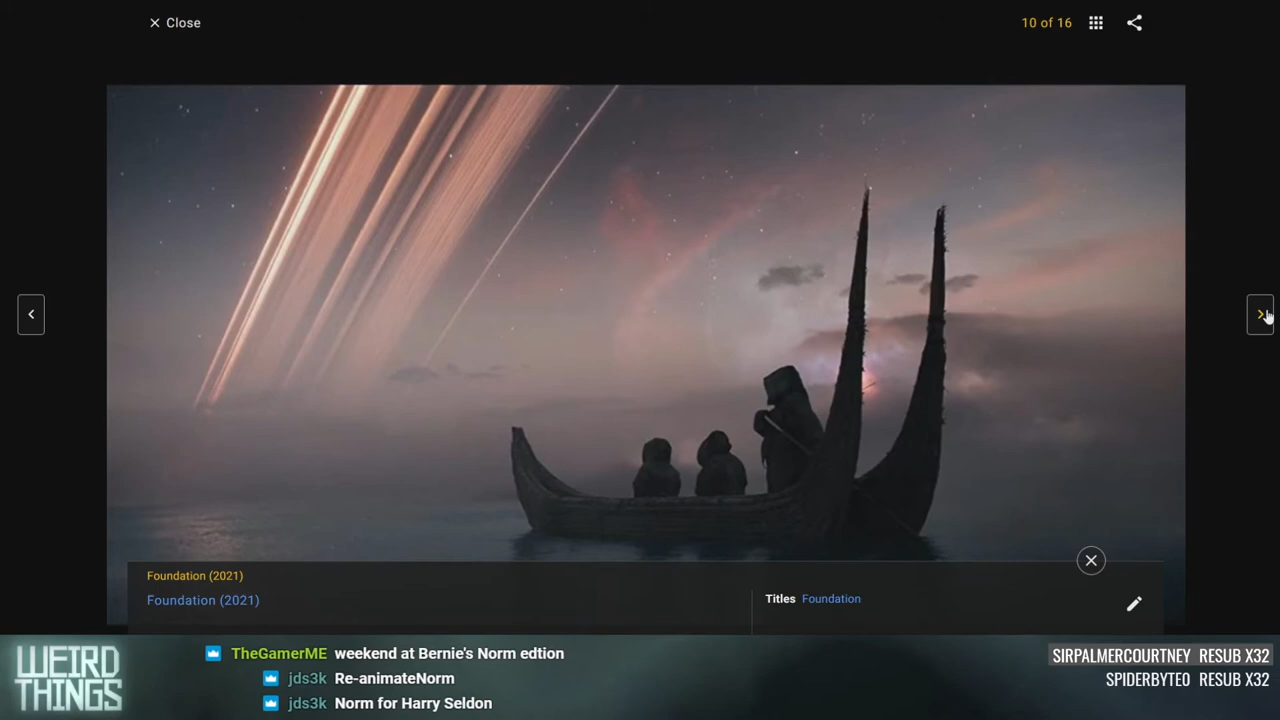 Close
10 of 16
Foundation (2021)
Foundation (2021)
Titles Foundation
WEIRD
THINGS
TheGamerME weekend at Bernie's Norm edtion
jds3k Re-animateNorm
jds3k Norm for Harry Seldon
SIRPALMERCOURTNEY RESUB X32
SPIDERBYTE0 RESUB X32